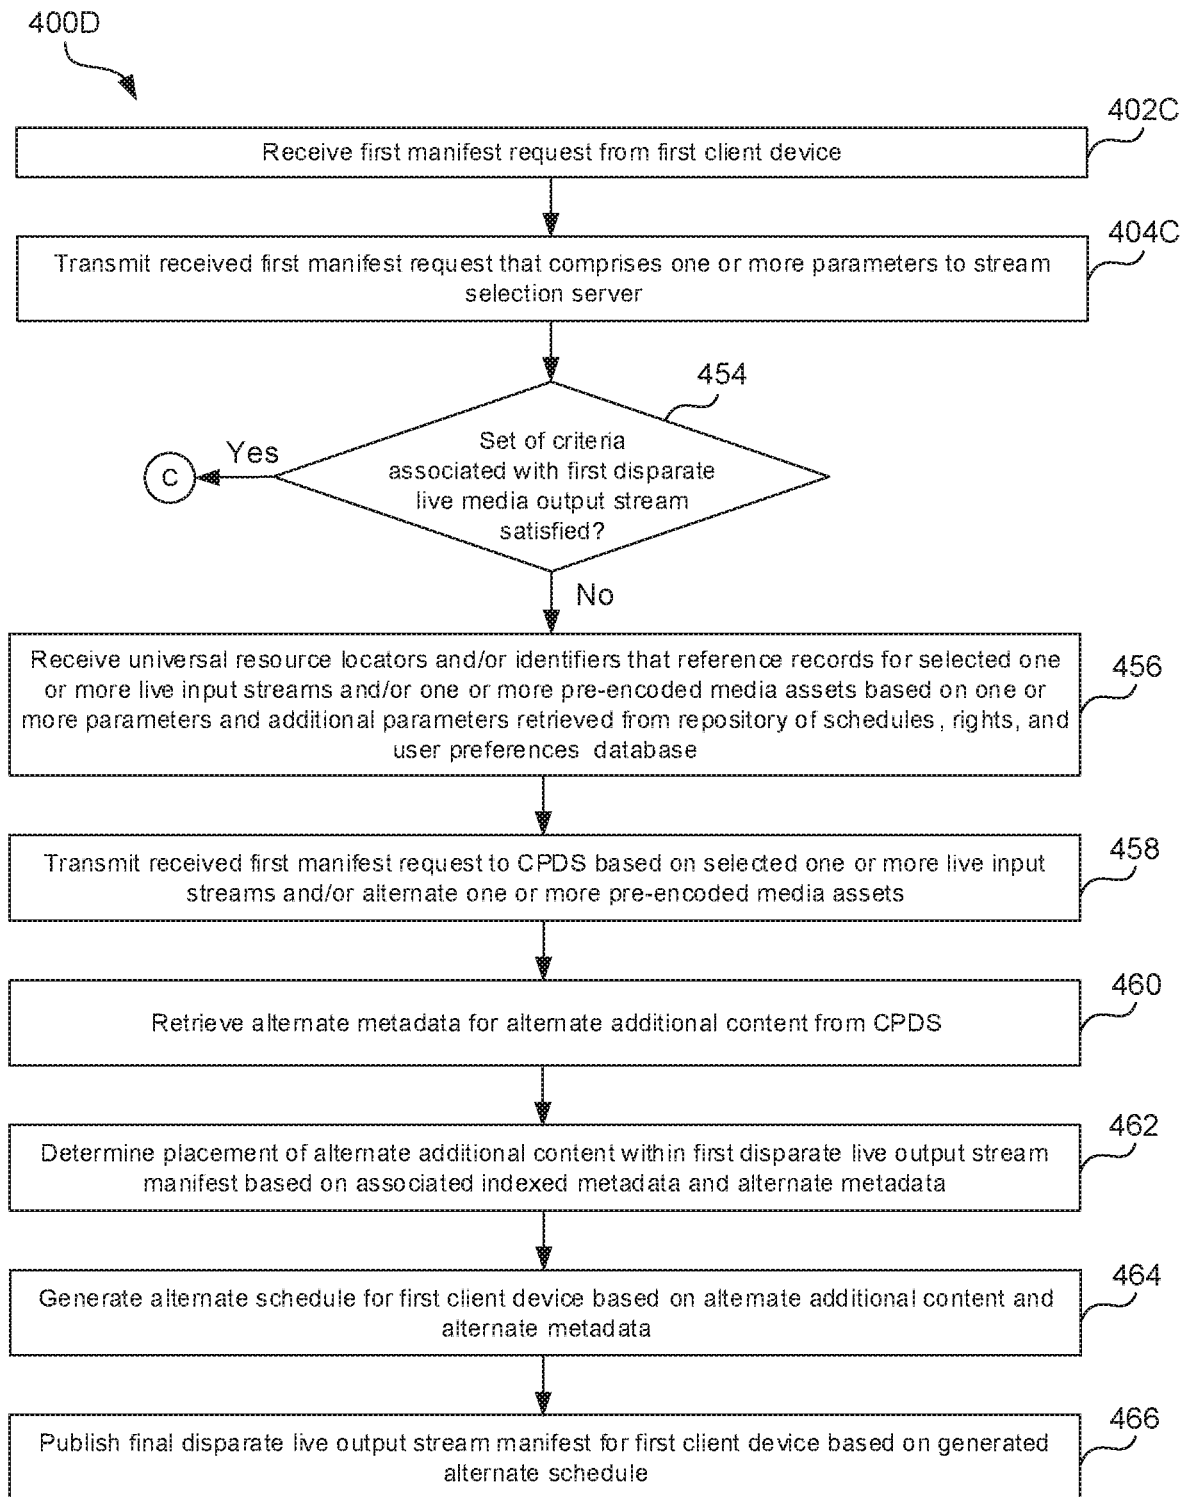 400D
402C
Receive first manifest request from first client device
404C
Transmit received first manifest request that comprises one or more parameters to stream
selection server
454
Set of criteria
associated with first disparate
live media output stream
satisfied?
Yes
C
No
456
Receive universal resource locators and/or identifiers that reference records for selected one
or more live input streams and/or one or more pre-encoded media assets based on one or
more parameters and additional parameters retrieved from repository of schedules, rights, and
user preferences database
458
Transmit received first manifest request to CPDS based on selected one or more live input
streams and/or alternate one or more pre-encoded media assets
460
Retrieve alternate metadata for alternate additional content from CPDS
462
Determine placement of alternate additional content within first disparate live output stream
manifest based on associated indexed metadata and alternate metadata
464
Generate alternate schedule for first client device based on alternate additional content and
alternate metadata
466
Publish final disparate live output stream manifest for first client device based on generated
alternate schedule